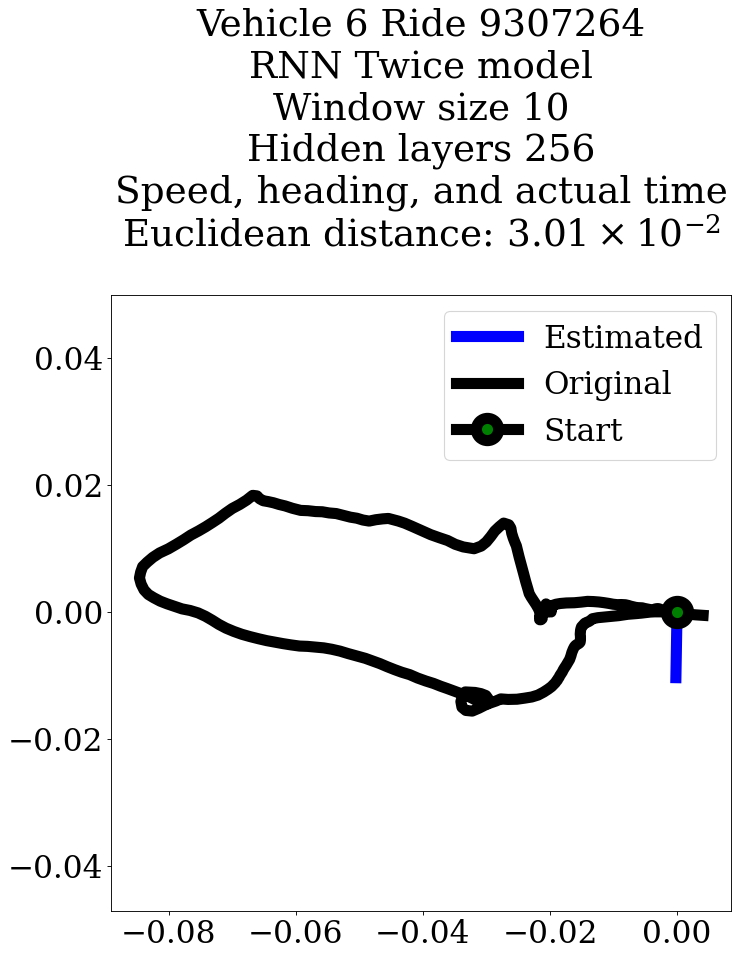 Vehicle 6 Ride 9307264
RNN Twice model
Window size 10
Hidden layers 256
Speed, heading, and actual time
Euclidean distance: 3.01 × 10⁻²
Estimated
Original
Start
0.04
0.02
0.00
−0.02
−0.04
−0.08 −0.06 −0.04 −0.02 0.00